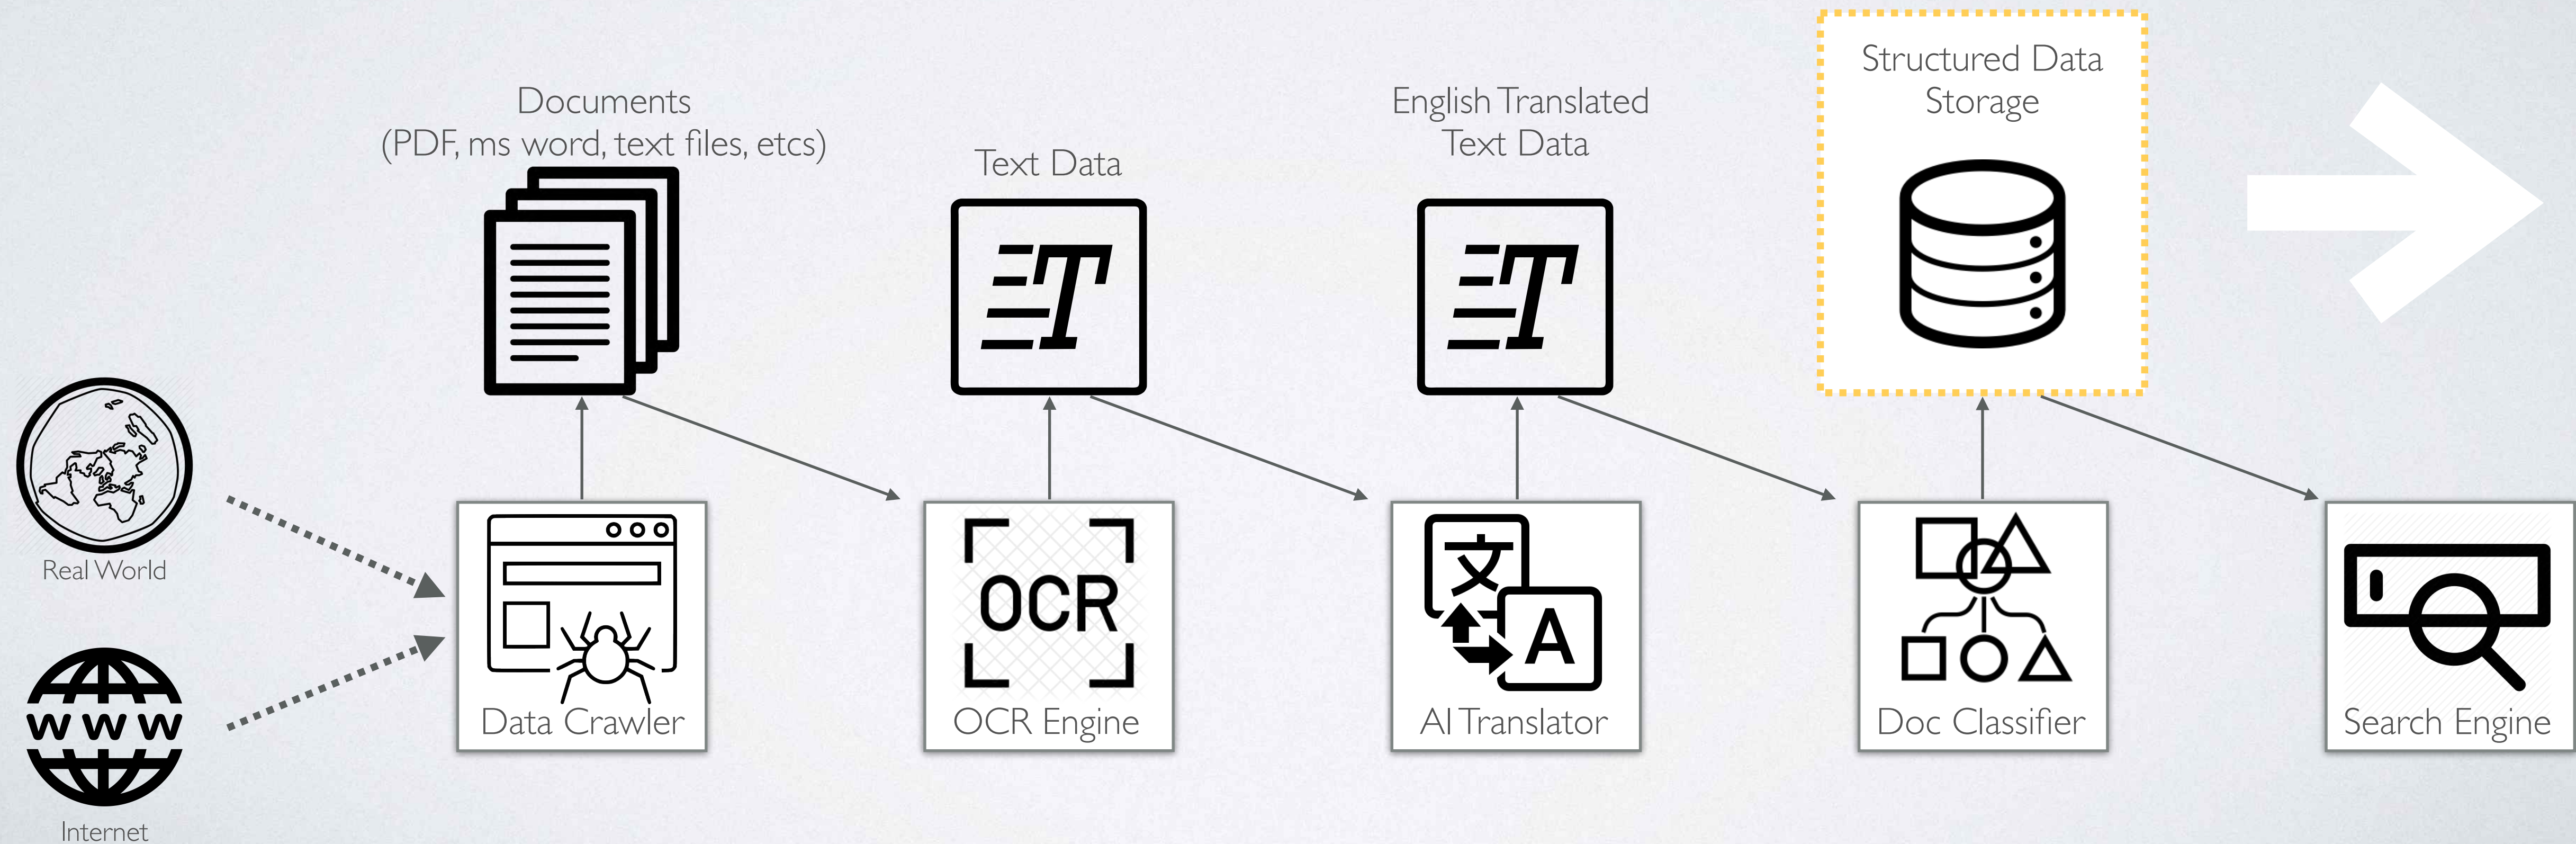 Structured Data
Storage
Documents
(PDF, ms word, text files, etcs)
English Translated
Text Data
Text Data
T
T
Real World
OCR
文
A
Data Crawler
OCR Engine
AI Translator
Doc Classifier
Search Engine
WWW
Internet